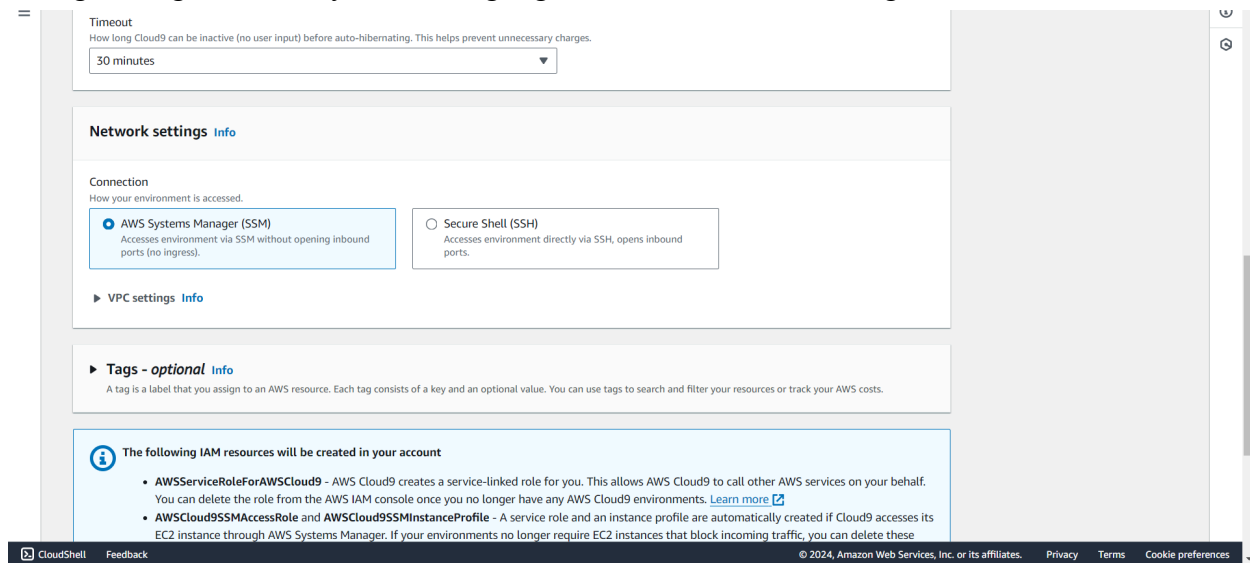 Timeout
How long Cloud9 can be inactive (no user input) before auto-hibernating. This helps prevent unnecessary charges.
30 minutes
Network settings Info
Connection
How your environment is accessed.
AWS Systems Manager (SSM)
Accesses environment via SSM without opening inbound
ports (no ingress).
Secure Shell (SSH)
Accesses environment directly via SSH, opens inbound
ports.
VPC settings Info
Tags - optional Info
A tag is a label that you assign to an AWS resource. Each tag consists of a key and an optional value. You can use tags to search and filter your resources or track your AWS costs.
The following IAM resources will be created in your account
• AWSServiceRoleForAWSCloud9 - AWS Cloud9 creates a service-linked role for you. This allows AWS Cloud9 to call other AWS services on your behalf.
You can delete the role from the AWS IAM console once you no longer have any AWS Cloud9 environments. Learn more
• AWSCloud9SSMAccessRole and AWSCloud9SSMInstanceProfile - A service role and an instance profile are automatically created if Cloud9 accesses its
EC2 instance through AWS Systems Manager. If your environments no longer require EC2 instances that block incoming traffic, you can delete these
CloudShell Feedback © 2024, Amazon Web Services, Inc. or its affiliates. Privacy Terms Cookie preferences